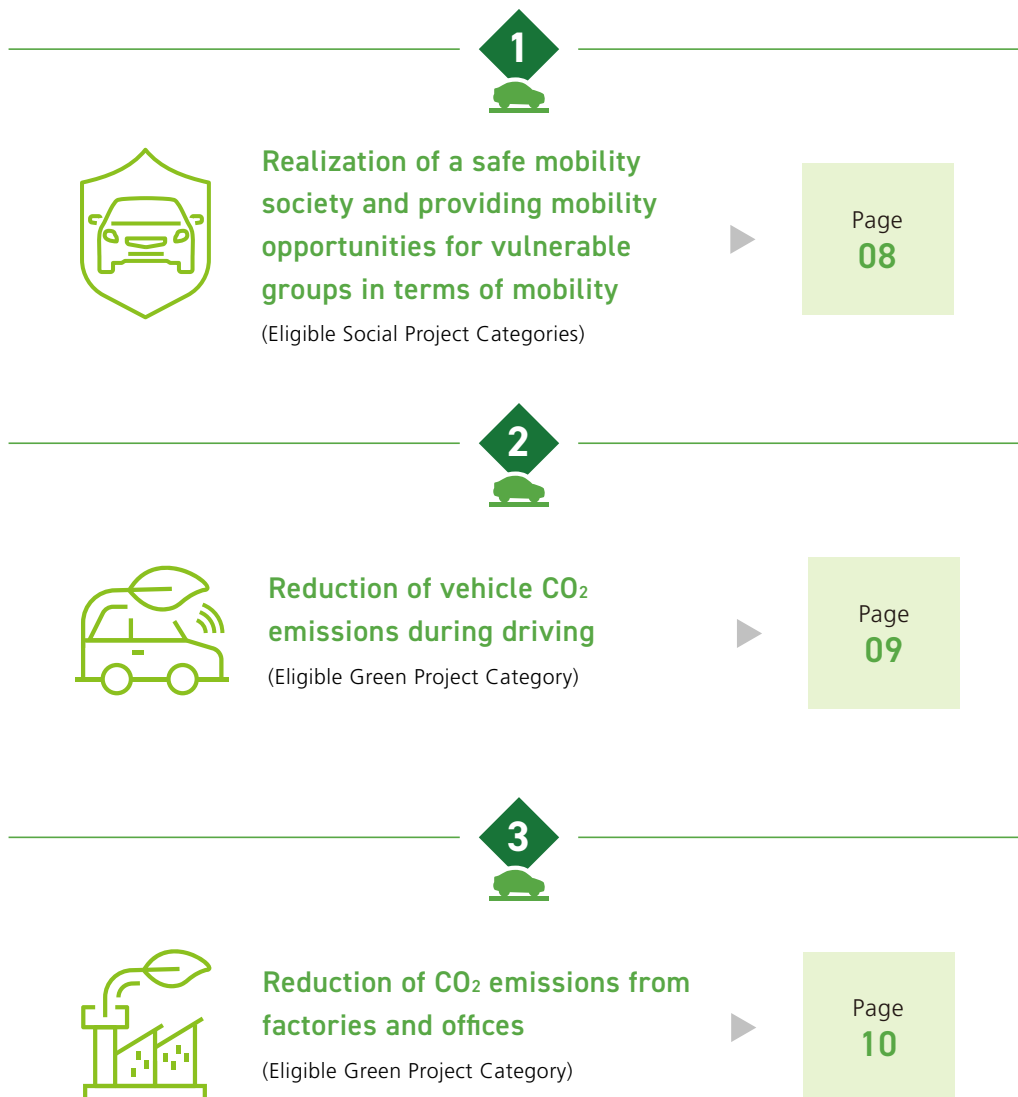 1
Realization of a safe mobility
society and providing mobility
opportunities for vulnerable
groups in terms of mobility
(Eligible Social Project Categories)
Page
08
2
Reduction of vehicle CO₂
emissions during driving
(Eligible Green Project Category)
Page
09
3
Reduction of CO₂ emissions from
factories and offices
(Eligible Green Project Category)
Page
10